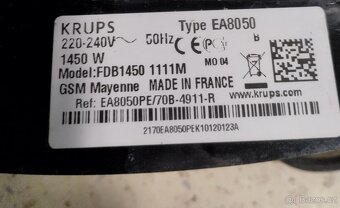 KRUPS Type EA8050
220-240V~ 50Hz CE
1450 W MO 04
Model:FDB1450 1111M
GSM Mayenne MADE IN FRANCE
Ref: EA8050PE/70B-4911-R
www.krups.com
2170EA8050PEK10120123A